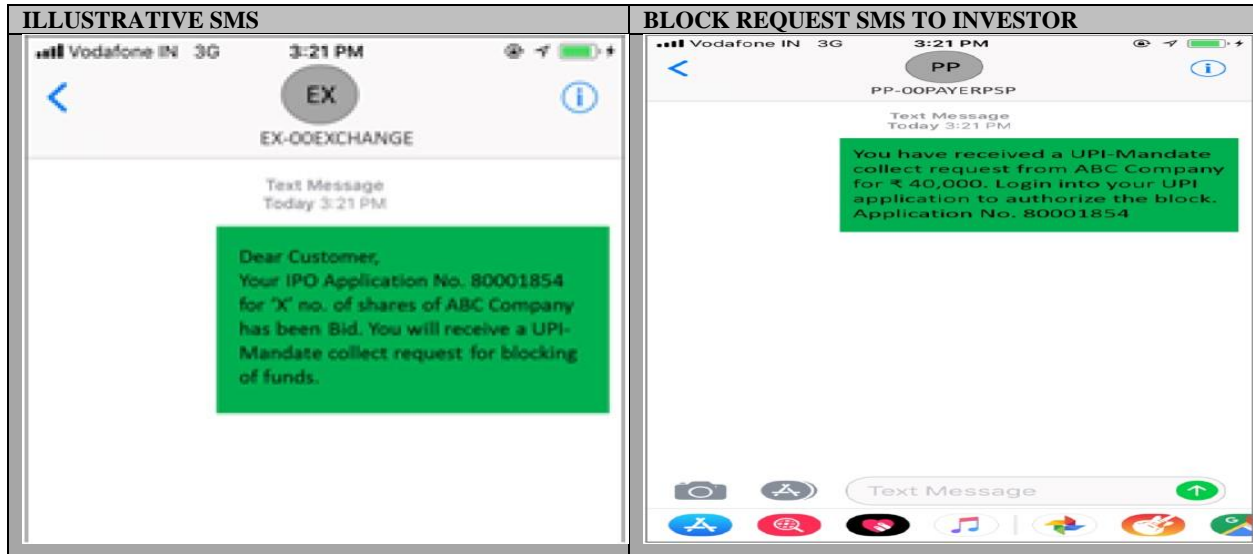 ILLUSTRATIVE SMS
Vodafone IN 3G 3:21 PM
EX
EX-00EXCHANGE
Text Message
Today 3:21 PM
Dear Customer,
Your IPO Application No. 80001854
for 'X' no. of shares of ABC Company
has been Bid. You will receive a UPI-
Mandate collect request for blocking
of funds.
BLOCK REQUEST SMS TO INVESTOR
Vodafone IN 3G 3:21 PM
PP
PP-00PAYERPSP
Text Message
Today 3:21 PM
You have received a UPI-Mandate
collect request from ABC Company
for ₹ 40,000. Login into your UPI
application to authorize the block.
Application No. 80001854
Text Message